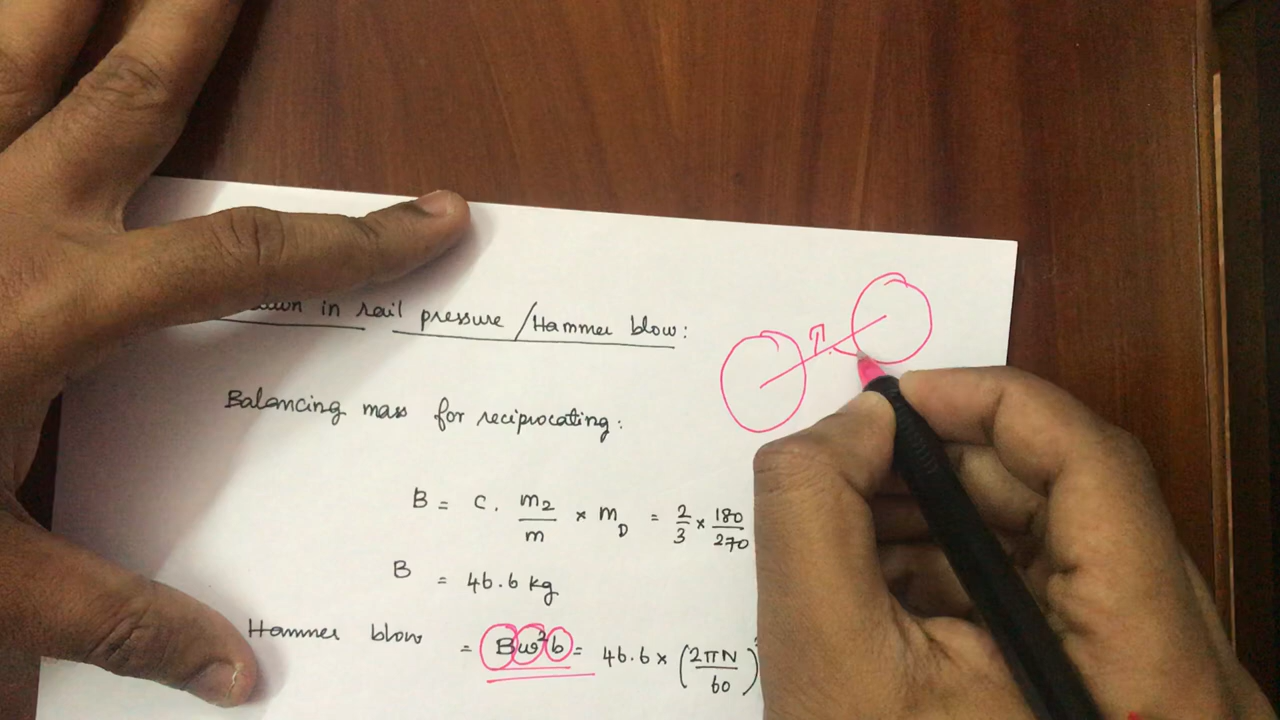 in rail pressure / Hammer blow:
Balancing mass for reciprocating:
B = c. m2/m × mD = 2/3 × 180/270
B = 46.6 kg
Hammer blow = Bω²b = 46.6 × (2πN/60)